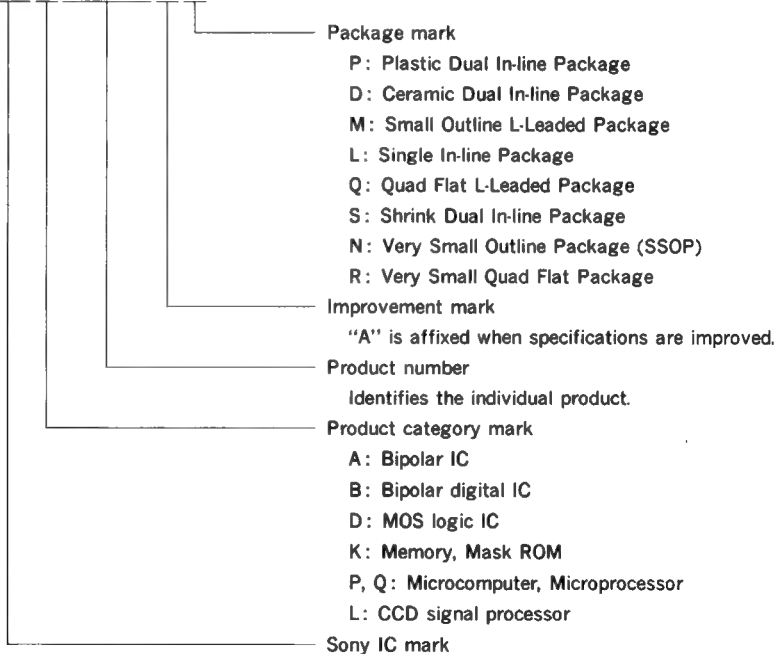 Package mark
P: Plastic Dual In-line Package
D: Ceramic Dual In-line Package
M: Small Outline L-Leaded Package
L: Single In-line Package
Q: Quad Flat L-Leaded Package
S: Shrink Dual In-line Package
N: Very Small Outline Package (SSOP)
R: Very Small Quad Flat Package
Improvement mark
"A" is affixed when specifications are improved.
Product number
Identifies the individual product.
Product category mark
A: Bipolar IC
B: Bipolar digital IC
D: MOS logic IC
K: Memory, Mask ROM
P, Q: Microcomputer, Microprocessor
L: CCD signal processor
Sony IC mark